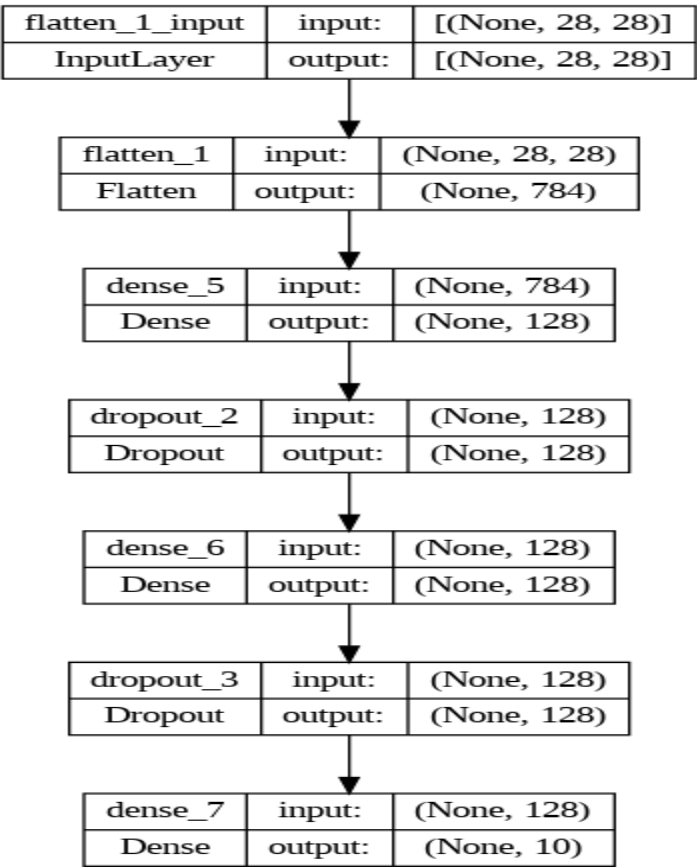 flatten_1_input input: [(None, 28, 28)]
InputLayer output: [(None, 28, 28)]
flatten_1 input: (None, 28, 28)
Flatten output: (None, 784)
dense_5 input: (None, 784)
Dense output: (None, 128)
dropout_2 input: (None, 128)
Dropout output: (None, 128)
dense_6 input: (None, 128)
Dense output: (None, 128)
dropout_3 input: (None, 128)
Dropout output: (None, 128)
dense_7 input: (None, 128)
Dense output: (None, 10)